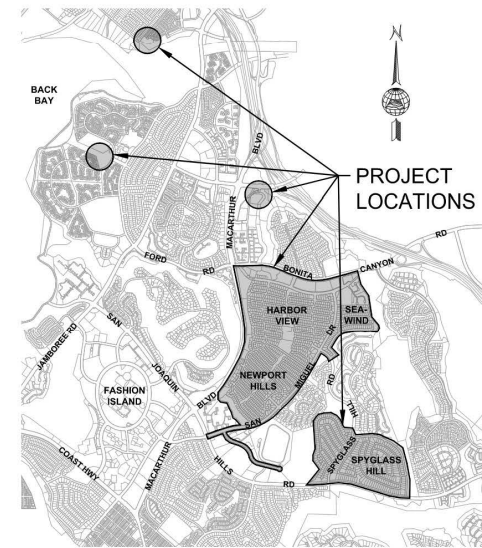 N
BACK
BAY
BLVD
MACARTHUR
PROJECT
LOCATIONS
FORD
RD
BONITA
CANYON
RD
HARBOR
VIEW
SEA-
WIND
DR
MIGUEL
RD
HILL
JAMBOREE RD
SAN
JOAQUIN
HILLS
RD
FASHION
ISLAND
NEWPORT
HILLS
BLVD
SAN
COAST HWY
MACARTHUR
SPYGLASS
SPYGLASS
HILL